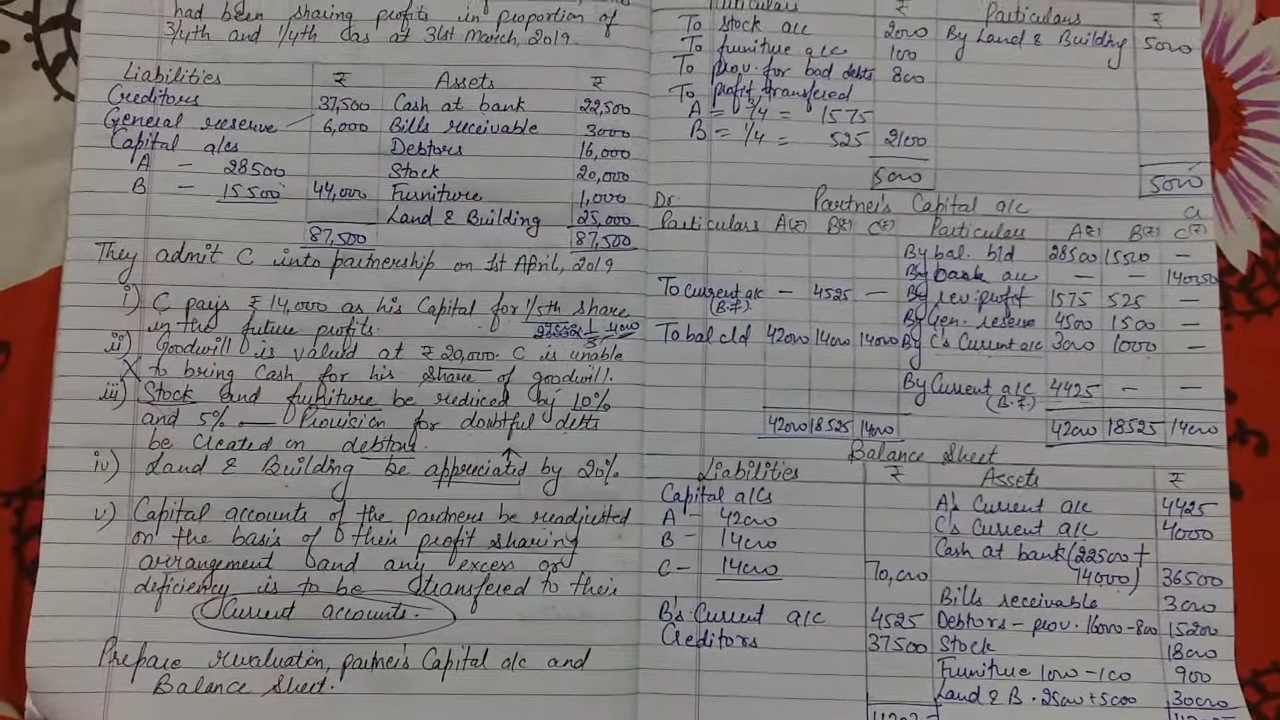 had been sharing profits in proportion of
3/4th and 1/4th as at 31st March, 2019.
Liabilities ₹ Assets ₹
Creditors 37,500 Cash at bank 22,500
General reserve 6,000 Bills receivable 3000
Capital a/cs Debtors 16,000
A - 28500 Stock 20,000
B - 15500 44,000 Furniture 1,000
Land & Building 25,000
87,500 87,500
They admit C into partnership on 1st April, 2019
i) C pays ₹ 14,000 as his Capital for 1/5th share
in the future profits.
ii) Goodwill is valued at ₹ 20,000. C is unable
to bring Cash for his share of goodwill.
iii) Stock and furniture be reduced by 10%
and 5% — Provision for doubtful debts
be created on debtors.
iv) Land & Building be appreciated by 20%.
v) Capital accounts of the partners be readjusted
on the basis of their profit sharing
arrangement and any excess or
deficiency is to be transfered to their
Current accounts.
Prepare revaluation, partner's Capital a/c and
Balance Sheet.
Particulars ₹ Particulars ₹
To stock a/c 2000 By Land & Building 5000
To funiture a/c 100
To prov. for bad debts 800
To profit transfered
A = 3/4 = 1575
B = 1/4 = 525 2100
5000 5000
Dr. Partner's Capital a/c
Particulars A(₹) B(₹) C(₹) Particulars A(₹) B(₹) C(₹)
By bal. b/d 28500 15500 —
By bank a/c — — 14000
To Current a/c — 4525 — By rev. profit 1575 525 —
(B.F)
By Gen. reserve 4500 1500 —
To bal c/d 42000 14000 14000 By C's Current a/c 3000 1000 —
By Current a/c 4425 — —
(B.F)
42000 18525 14000 42000 18525 14000
Balance Sheet
Liabilities ₹ Assets ₹
Capital a/cs A's Current a/c 4425
A - 42000 C's Current a/c 4000
B - 14000 Cash at bank (22500 +
C - 14000 70,000 14000) 36500
Bills receivable 3000
B's Current a/c 4525 Debtors - prov. 16000-800 15200
Creditors 37500 Stock 18000
Funiture 1000 - 100 900
Land & B. 25000 + 5000 30000